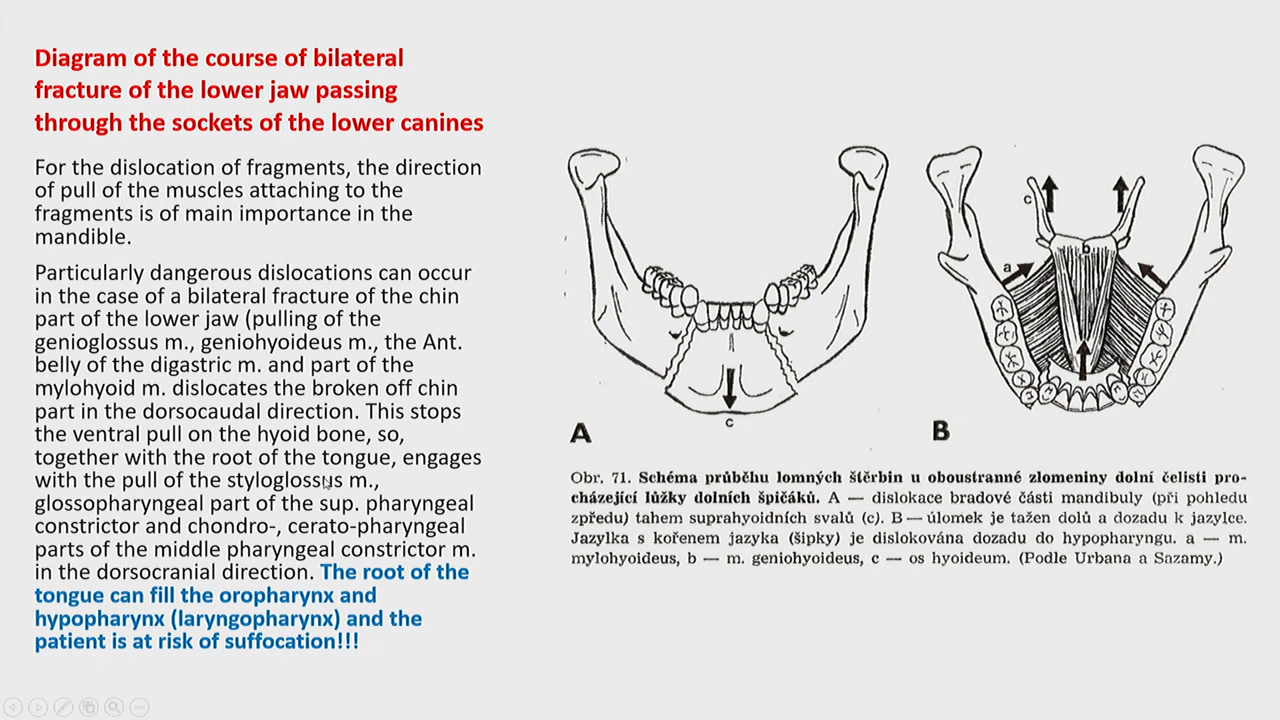 Diagram of the course of bilateral
fracture of the lower jaw passing
through the sockets of the lower canines
For the dislocation of fragments, the direction
of pull of the muscles attaching to the
fragments is of main importance in the
mandible.
Particularly dangerous dislocations can occur
in the case of a bilateral fracture of the chin
part of the lower jaw (pulling of the
genioglossus m., geniohyoideus m., the Ant.
belly of the digastric m. and part of the
mylohyoid m. dislocates the broken off chin
part in the dorsocaudal direction. This stops
the ventral pull on the hyoid bone, so,
together with the root of the tongue, engages
with the pull of the styloglossus m.,
glossopharyngeal part of the sup. pharyngeal
constrictor and chondro-, cerato-pharyngeal
parts of the middle pharyngeal constrictor m.
in the dorsocranial direction. The root of the
tongue can fill the oropharynx and
hypopharynx (laryngopharynx) and the
patient is at risk of suffocation!!!
c
A
c
b
a
B
Obr. 71. Schéma průběhu lomných štěrbin u oboustranné zlomeniny dolní čelisti pro-
cházející lůžky dolních špičáků. A — dislokace bradové části mandibuly (při pohledu
zpředu) tahem suprahyoidních svalů (c). B — úlomek je tažen dolů a dozadu k jazylce.
Jazylka s kořenem jazyka (šipky) je dislokována dozadu do hypopharyngu. a — m.
mylohyoideus, b — m. geniohyoideus, c — os hyoideum. (Podle Urbana a Sazamy.)